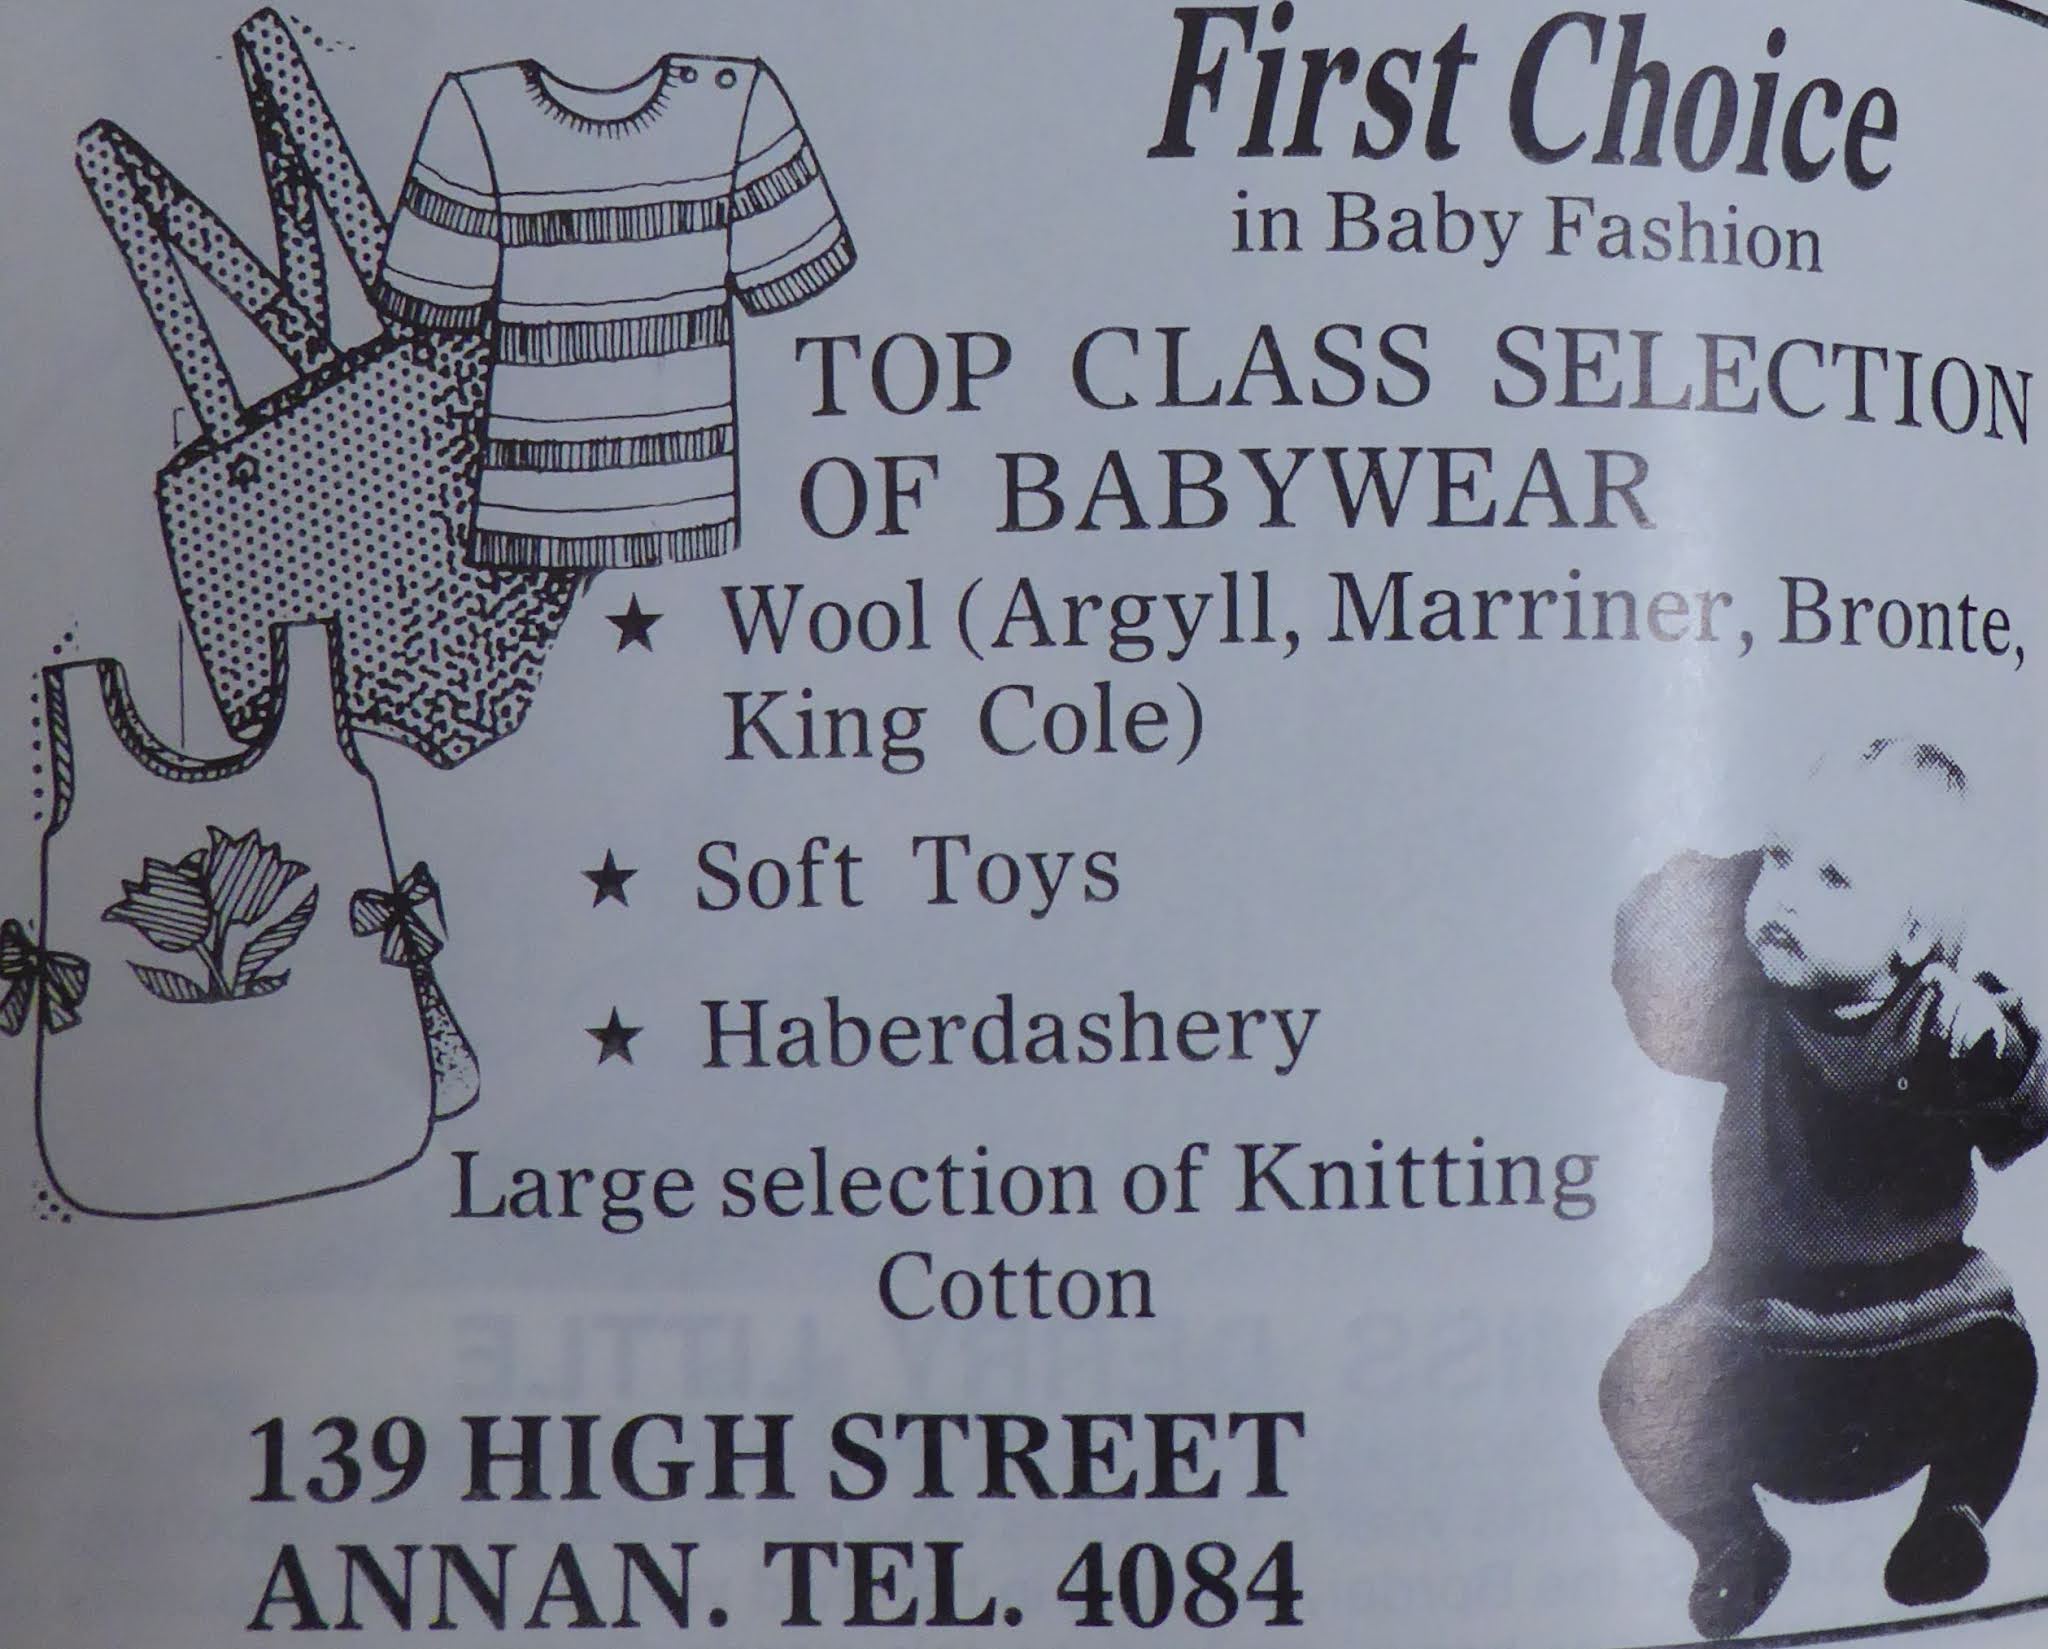 First Choice
in Baby Fashion
TOP CLASS SELECTION
OF BABYWEAR
★ Wool (Argyll, Marriner, Bronte,
King Cole)
★ Soft Toys
★ Haberdashery
Large selection of Knitting
Cotton
139 HIGH STREET
ANNAN. TEL. 4084